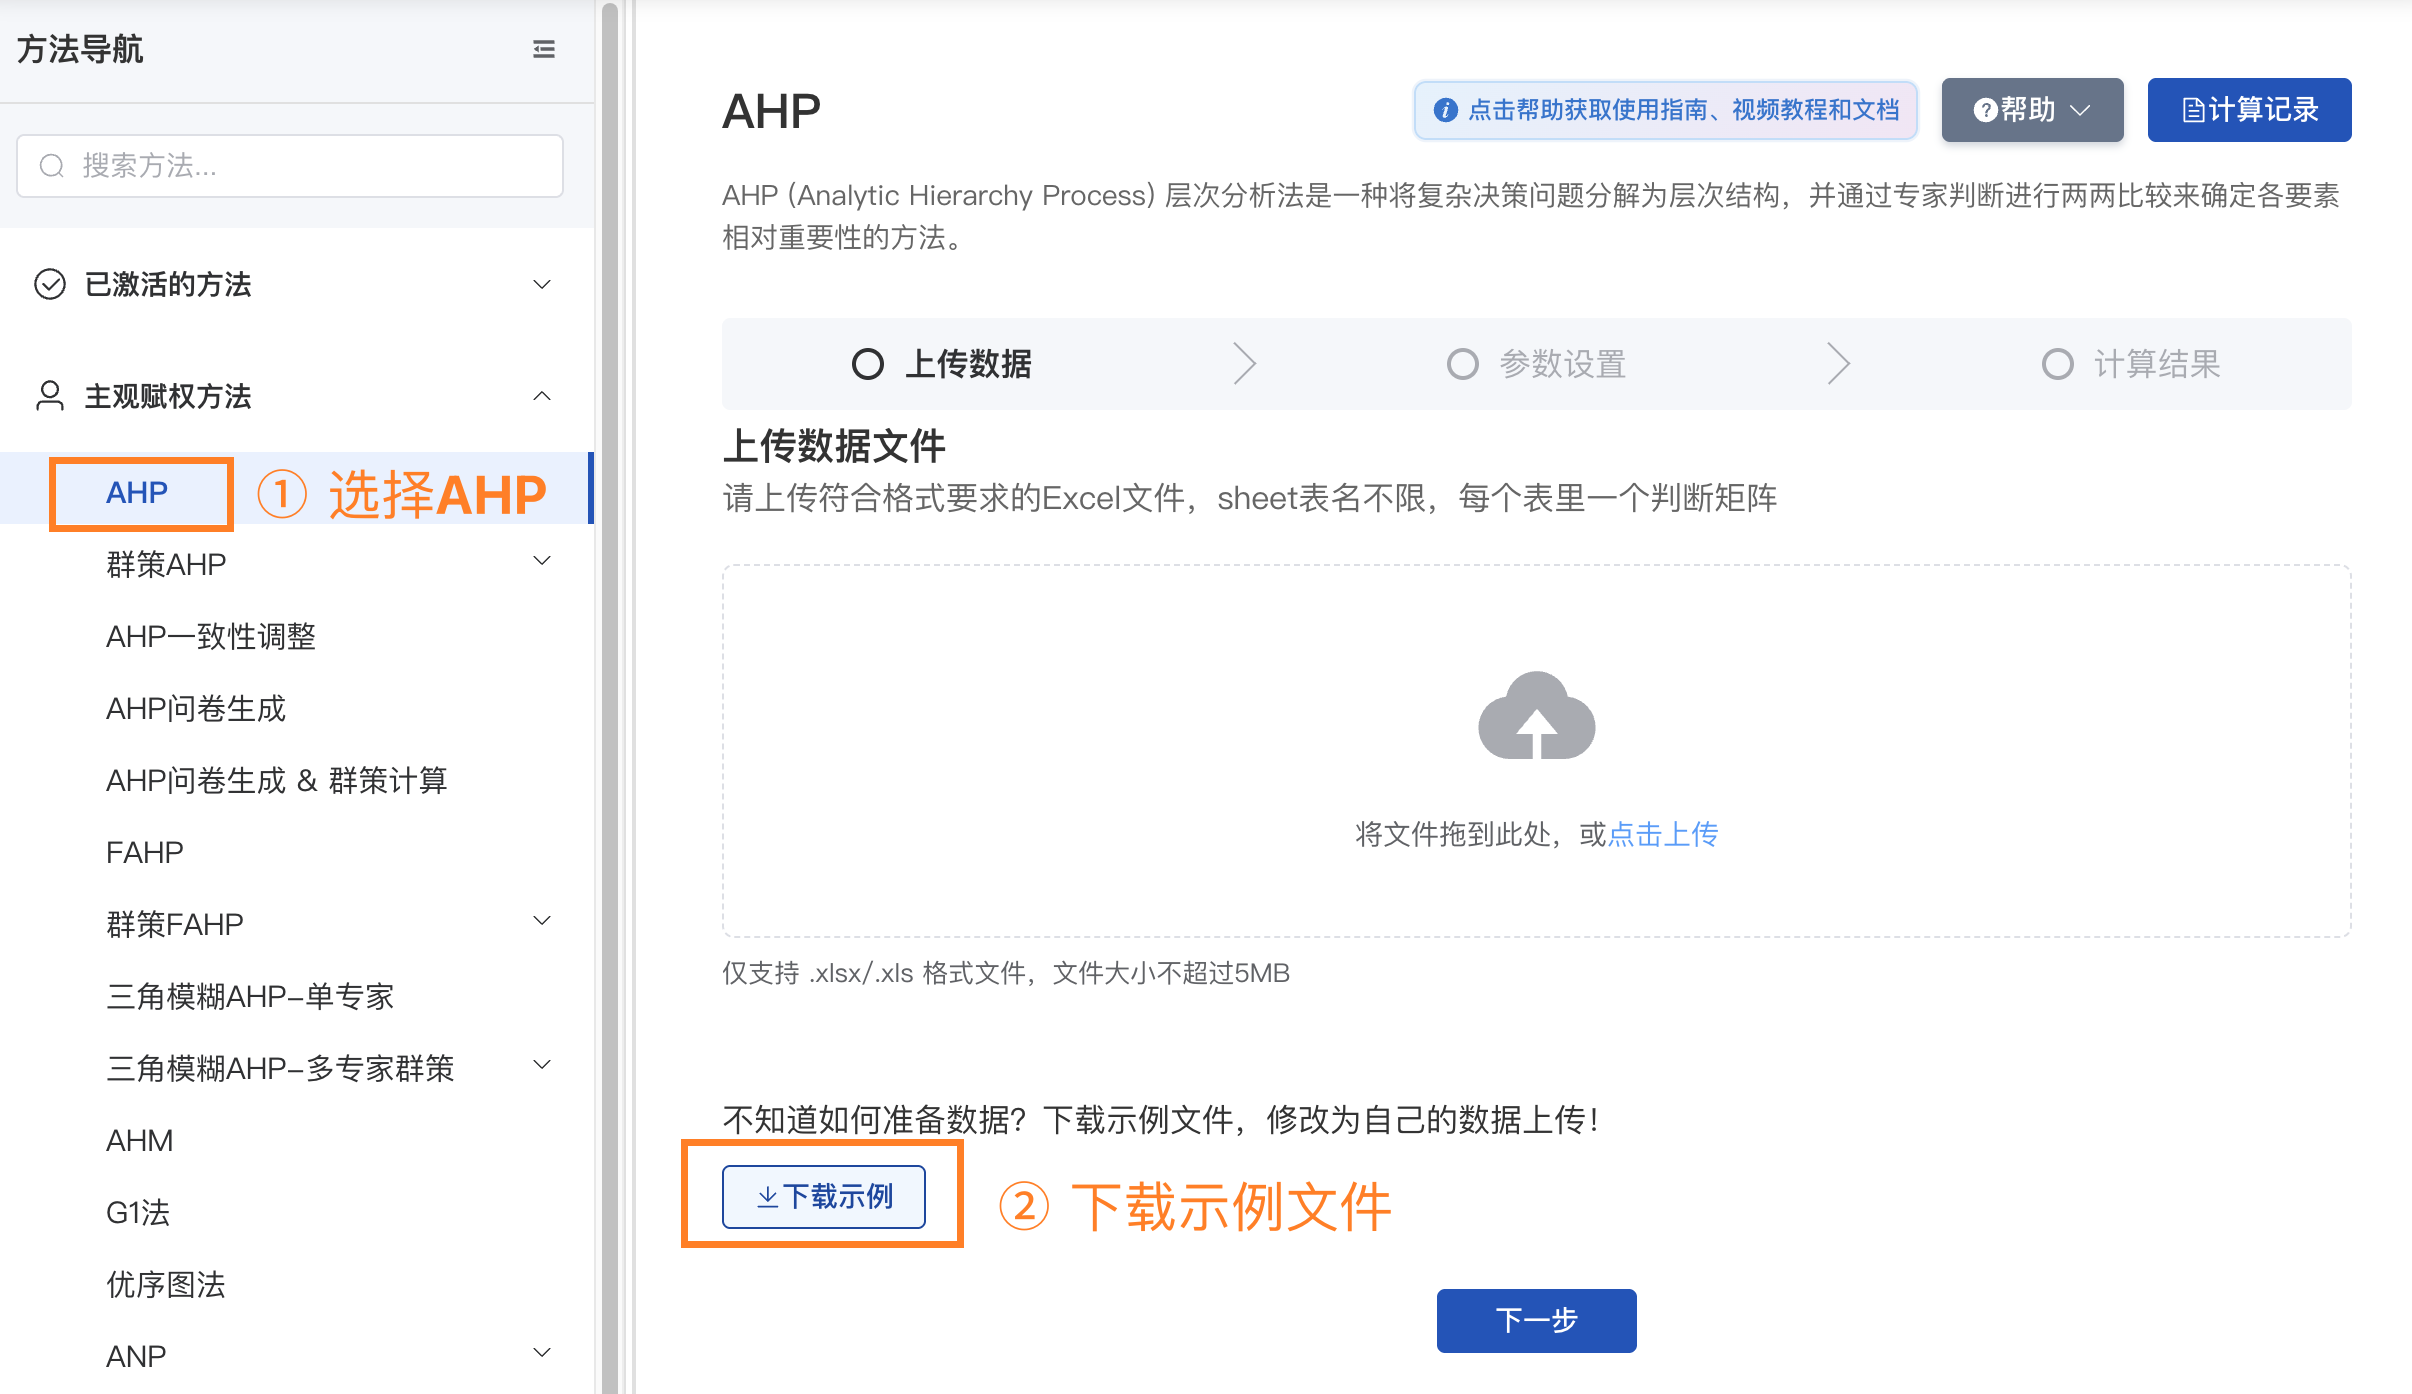 方法导航
搜索方法...
已激活的方法
主观赋权方法
AHP
① 选择AHP
群策AHP
AHP一致性调整
AHP问卷生成
AHP问卷生成 & 群策计算
FAHP
群策FAHP
三角模糊AHP-单专家
三角模糊AHP-多专家群策
AHM
G1法
优序图法
ANP
AHP
点击帮助获取使用指南、视频教程和文档
帮助
计算记录
AHP (Analytic Hierarchy Process) 层次分析法是一种将复杂决策问题分解为层次结构，并通过专家判断进行两两比较来确定各要素
相对重要性的方法。
上传数据
参数设置
计算结果
上传数据文件
请上传符合格式要求的Excel文件，sheet表名不限，每个表里一个判断矩阵
将文件拖到此处，或点击上传
仅支持 .xlsx/.xls 格式文件，文件大小不超过5MB
不知道如何准备数据？下载示例文件，修改为自己的数据上传！
下载示例
② 下载示例文件
下一步